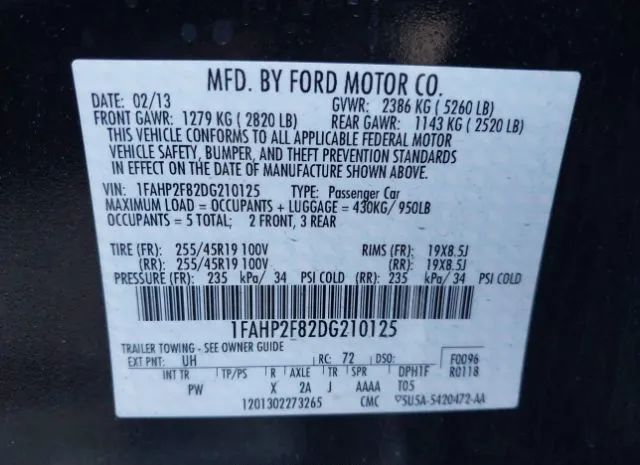 MFD. BY FORD MOTOR CO.
DATE: 02/13 GVWR: 2386 KG ( 5260 LB)
FRONT GAWR: 1279 KG ( 2820 LB) REAR GAWR: 1143 KG ( 2520 LB)
THIS VEHICLE CONFORMS TO ALL APPLICABLE FEDERAL MOTOR
VEHICLE SAFETY, BUMPER, AND THEFT PREVENTION STANDARDS
IN EFFECT ON THE DATE OF MANUFACTURE SHOWN ABOVE.
VIN: 1FAHP2F82DG210125 TYPE: Passenger Car
MAXIMUM LOAD = OCCUPANTS + LUGGAGE = 430KG/ 950LB
OCCUPANTS = 5 TOTAL; 2 FRONT, 3 REAR
TIRE (FR): 255/45R19 100V RIMS (FR): 19X8.5J
(RR): 255/45R19 100V (RR): 19X8.5J
PRESSURE (FR): 235 kPa/ 34 PSI COLD (RR): 235 kPa/ 34 PSI COLD
1FAHP2F82DG210125
TRAILER TOWING - SEE OWNER GUIDE
EXT PNT: UH RC: 72 DSO: F0096
INT TR TP/PS R AXLE TR SPR DPH1F R0118
PW X 2A J AAAA T05
1201302273265 CMC ▽5U5A-5420472-AA